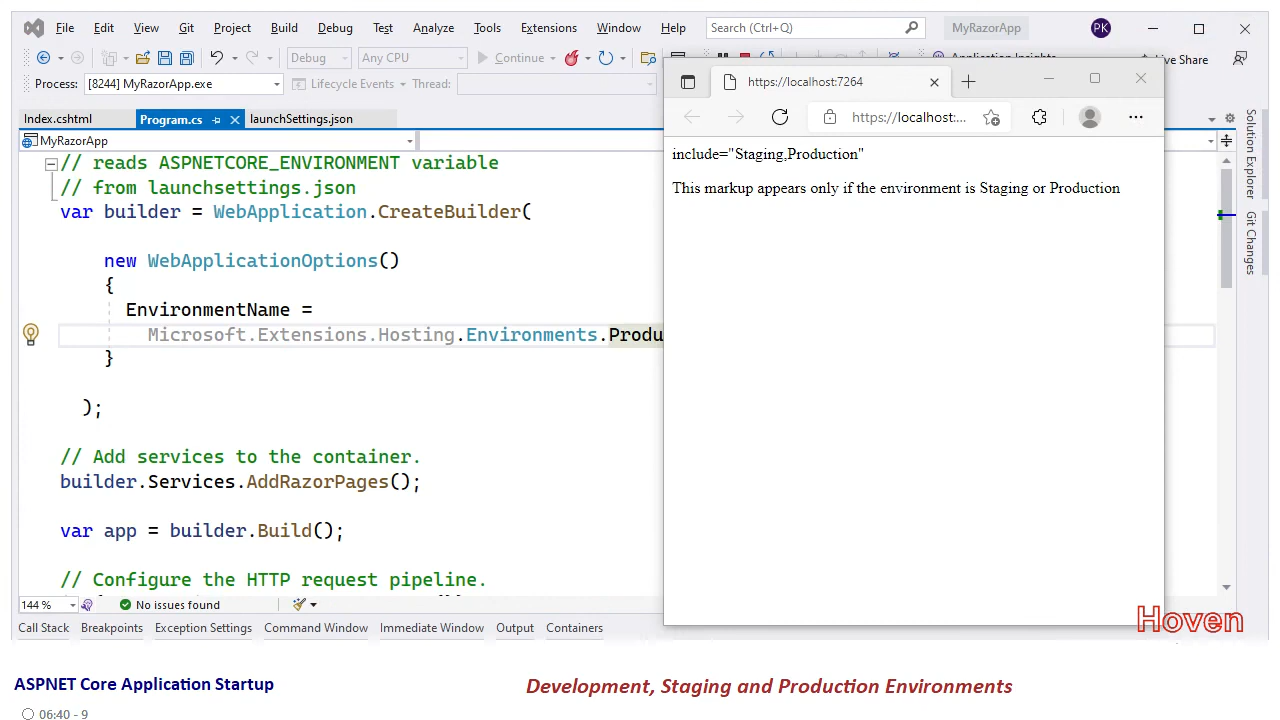 File Edit View Git Project Build Debug Test Analyze Tools Extensions Window Help Search (Ctrl+Q) MyRazorApp PK
Debug Any CPU Continue Application Insights Live Share
Process: [8244] MyRazorApp.exe Lifecycle Events Thread:
Index.cshtml Program.cs launchSettings.json
MyRazorApp
// reads ASPNETCORE_ENVIRONMENT variable
// from launchsettings.json
var builder = WebApplication.CreateBuilder(
new WebApplicationOptions()
{
EnvironmentName =
Microsoft.Extensions.Hosting.Environments.Produ
}
);
// Add services to the container.
builder.Services.AddRazorPages();
var app = builder.Build();
// Configure the HTTP request pipeline.
144 % No issues found
Call Stack Breakpoints Exception Settings Command Window Immediate Window Output Containers
https://localhost:7264
https://localhost:...
include="Staging,Production"
This markup appears only if the environment is Staging or Production
Solution Explorer
Git Changes
Hoven
ASPNET Core Application Startup
Development, Staging and Production Environments
06:40 - 9